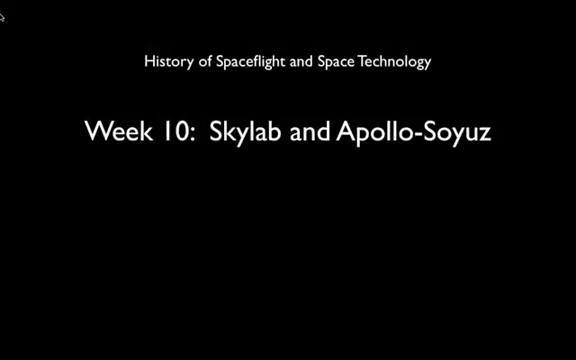 History of Spaceflight and Space Technology
Week 10: Skylab and Apollo-Soyuz